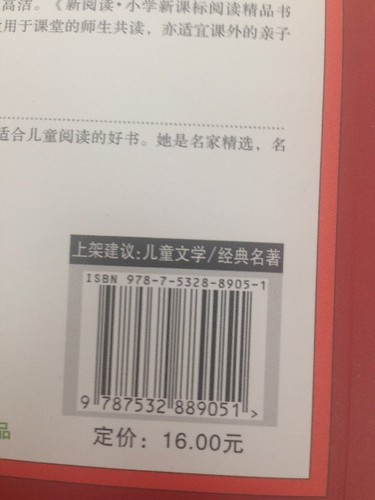 高洁。《新阅读·小学新课标阅读精品书
用于课堂的师生共读，亦适宜课外的亲子
适合儿童阅读的好书。她是名家精选，名
上架建议：儿童文学/经典名著
ISBN 978-7-5328-8905-1
9 787532 889051 >
品
定价：16.00元